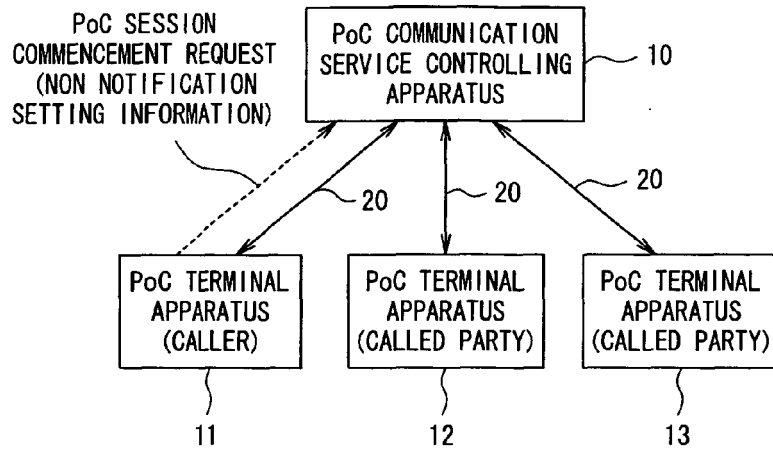 PoC SESSION
COMMENCEMENT REQUEST
(NON NOTIFICATION
SETTING INFORMATION)
PoC COMMUNICATION
SERVICE CONTROLLING
APPARATUS
10
20
20
20
PoC TERMINAL
APPARATUS
(CALLER)
PoC TERMINAL
APPARATUS
(CALLED PARTY)
PoC TERMINAL
APPARATUS
(CALLED PARTY)
11
12
13